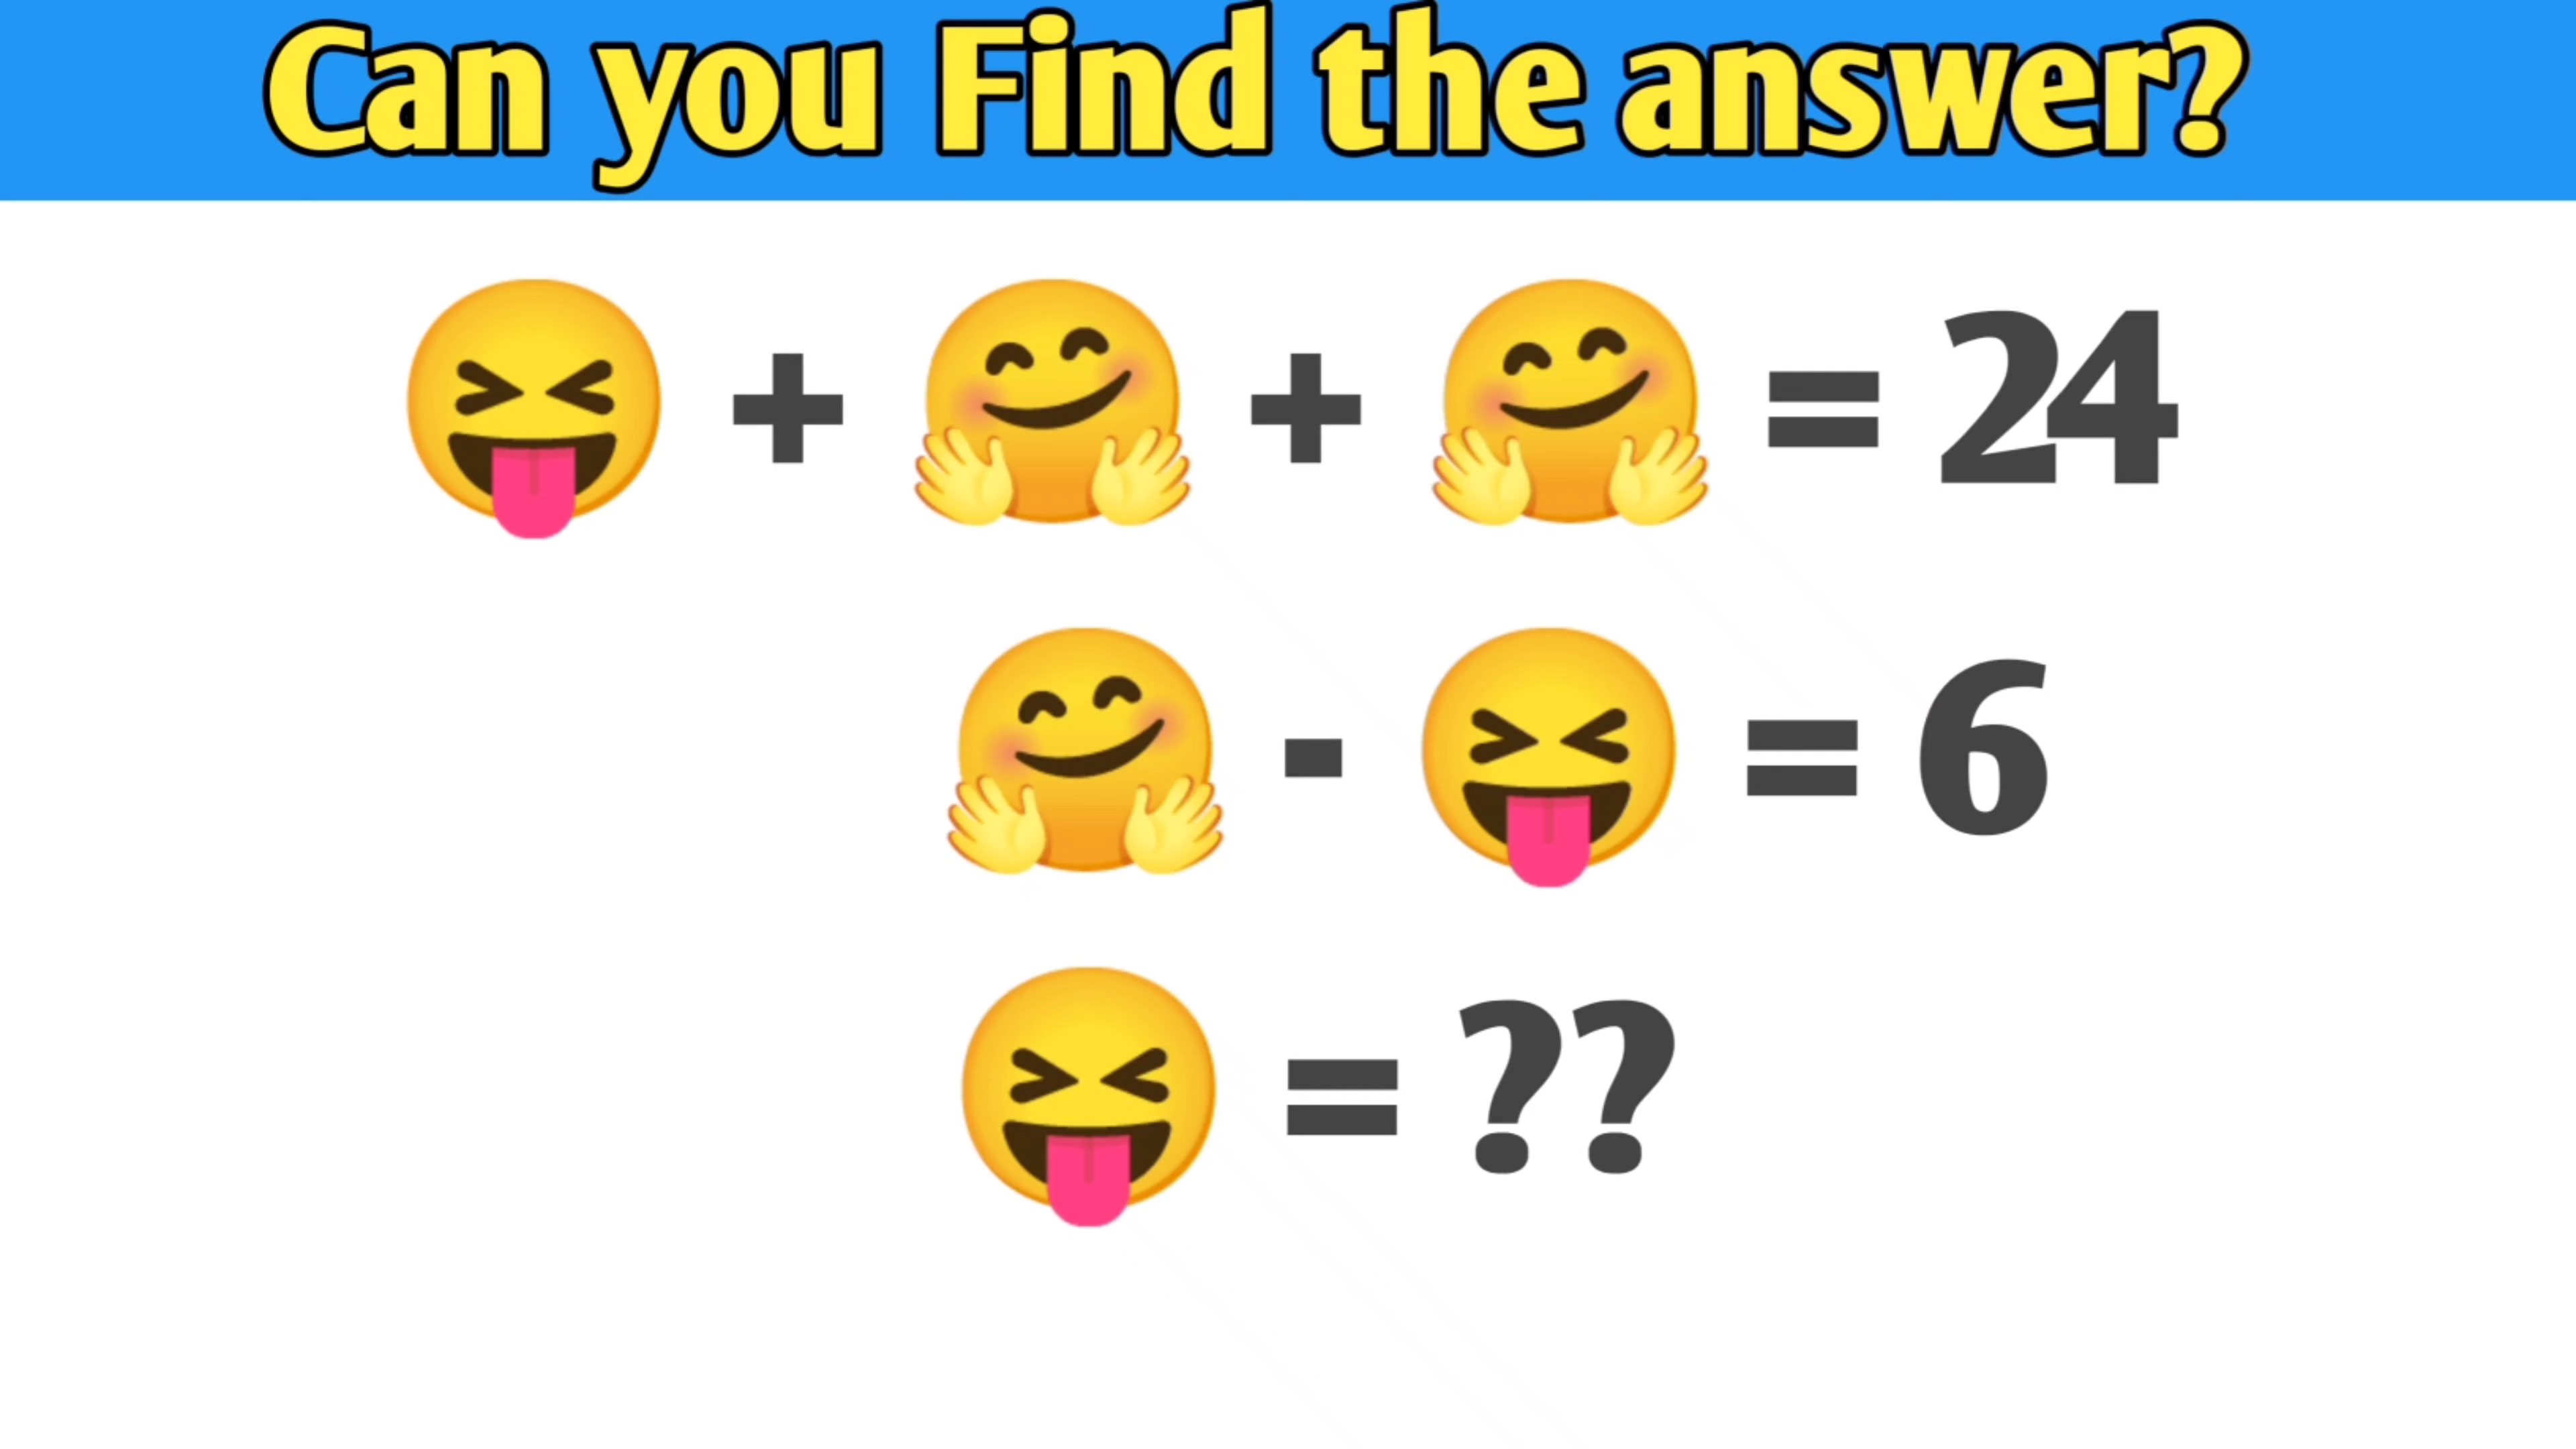 Can you Find the answer?
😝 + 🤗 + 🤗 = 24
🤗 - 😝 = 6
😝 = ??